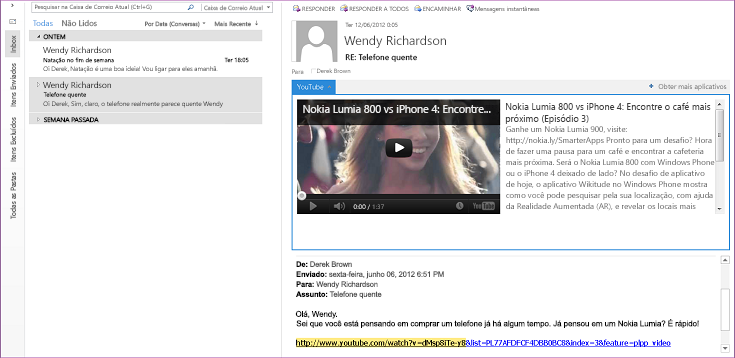 Pesquisar na Caixa de Correio Atual (Ctrl+G)
Caixa de Correio Atual
Todas Não Lidos Por Data (Conversas) Mais Recente
ONTEM
Wendy Richardson
Natação no fim de semana Ter 18:05
Oi Derek, Natação é uma boa ideia! Vou ligar para eles amanhã.
Wendy Richardson
Telefone quente
Oi Derek, Sim, claro, o telefone realmente parece quente Wendy
SEMANA PASSADA
Inbox
Itens Enviados
Itens Excluídos
Todas as Pastas
RESPONDER RESPONDER A TODOS ENCAMINHAR Mensagens instantâneas
Ter 12/06/2012 0:05
Wendy Richardson
RE: Telefone quente
Para Derek Brown
YouTube
Obter mais aplicativos
Nokia Lumia 800 vs iPhone 4: Encontre...
0:00 / 1:37
YouTube
Nokia Lumia 800 vs iPhone 4: Encontre o café mais
próximo (Episódio 3)
Ganhe um Nokia Lumia 900, visite:
http://nokia.ly/SmarterApps Pronto para um desafio? Hora
de fazer uma pausa para um café e encontrar a cafeteria
mais próxima. Será o Nokia Lumia 800 com Windows Phone
ou o iPhone 4 deixado de lado? No desafio de aplicativo
de hoje, o aplicativo Wikitude no Windows Phone mostra
como você pode pesquisar pela sua localização, com ajuda
da Realidade Aumentada (AR), e revelar os locais mais
De: Derek Brown
Enviado: sexta-feira, junho 06, 2012 6:51 PM
Para: Wendy Richardson
Assunto: Telefone quente
Olá, Wendy.
Sei que você está pensando em comprar um telefone já há algum tempo. Já pensou em um Nokia Lumia? É rápido!
http://www.youtube.com/watch?v=dMsp8iTe-y8&list=PL77AFDFCF4DBB0BC8&index=3&feature=plpp_video